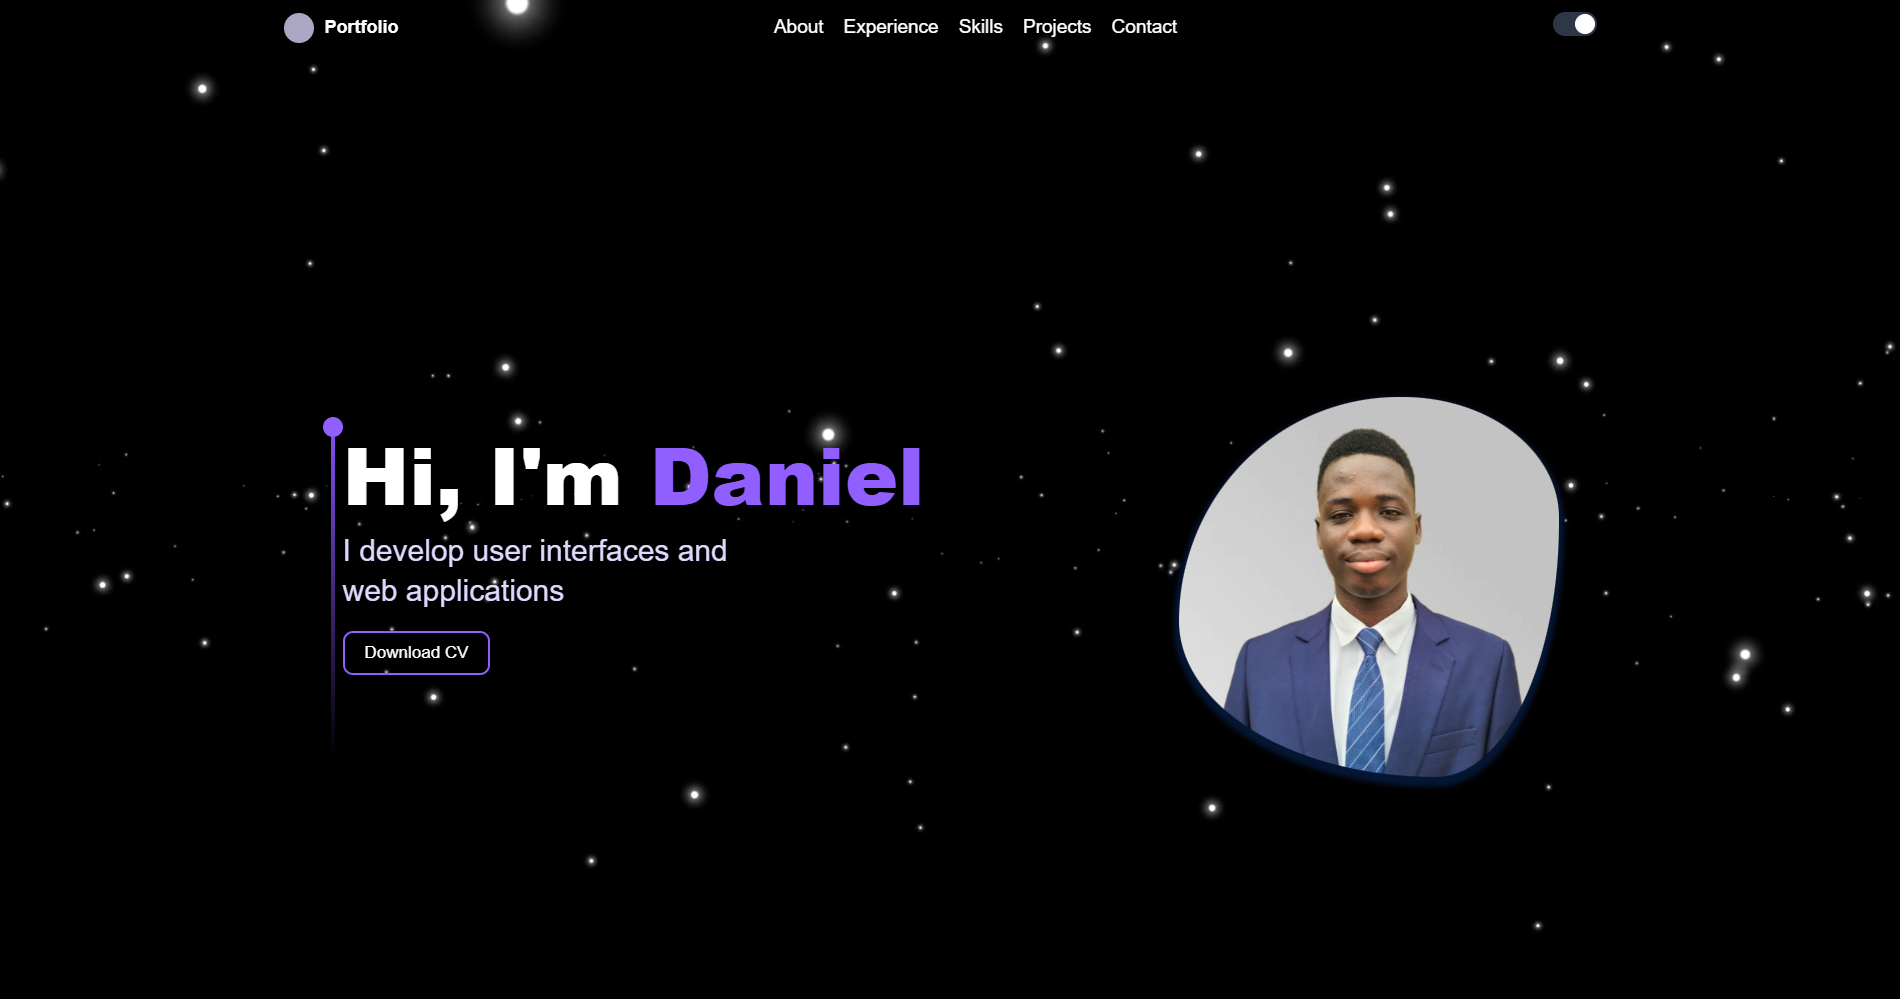 Portfolio
About Experience Skills Projects Contact
Hi, I'm Daniel
I develop user interfaces and
web applications
Download CV